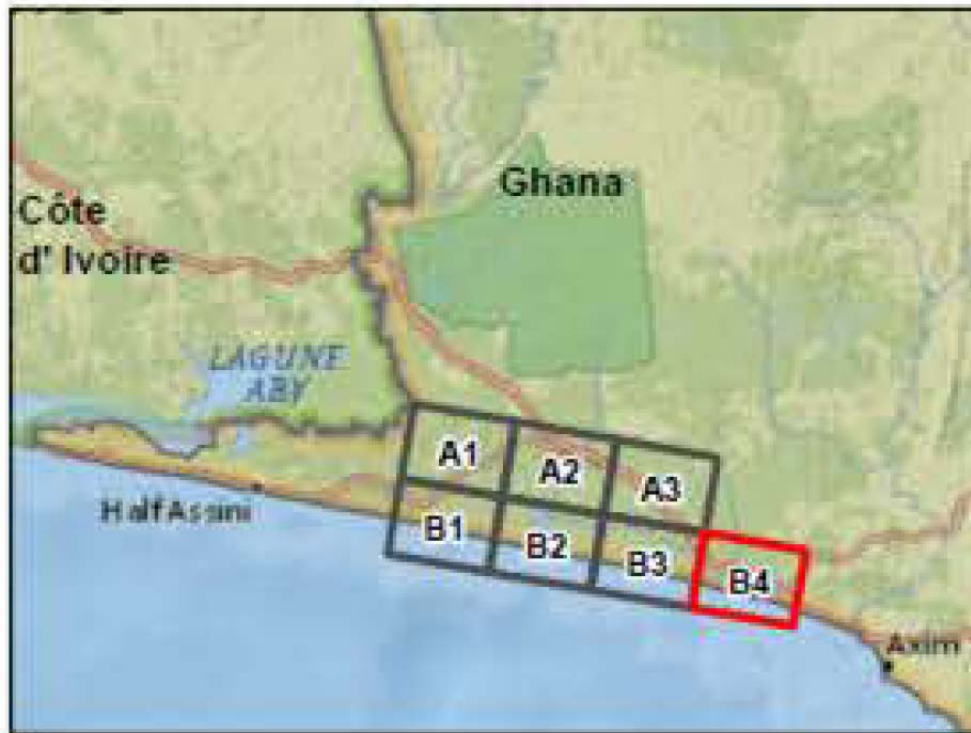 Ghana
Côte
d' Ivoire
LAGUNE
ABY
A1
A2
A3
Half Assini
B1
B2
B3
B4
Axim